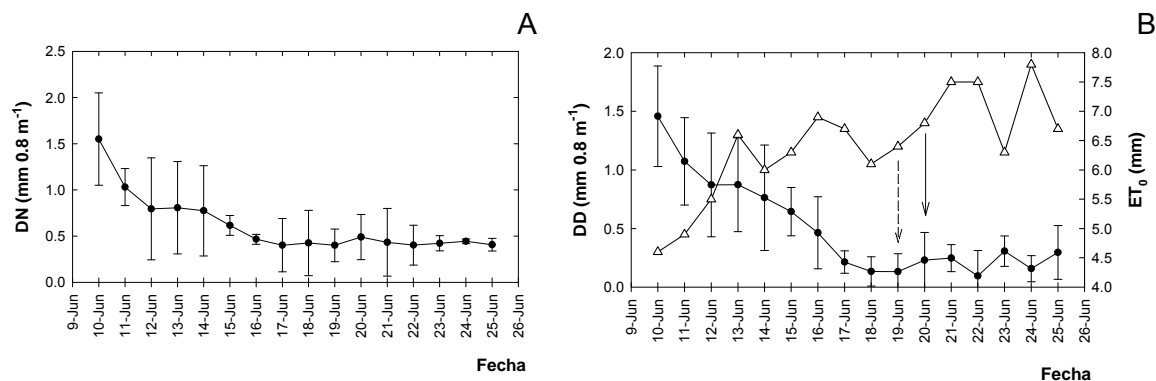 A
2.5
2.0
1.5
1.0
0.5
0.0
DN (mm 0.8 m⁻¹)
9-Jun
10-Jun
11-Jun
12-Jun
13-Jun
14-Jun
15-Jun
16-Jun
17-Jun
18-Jun
19-Jun
20-Jun
21-Jun
22-Jun
23-Jun
24-Jun
25-Jun
26-Jun
Fecha
B
2.0
1.5
1.0
0.5
0.0
DD (mm 0.8 m⁻¹)
8.0
7.5
7.0
6.5
6.0
5.5
5.0
4.5
4.0
ET₀ (mm)
9-Jun
10-Jun
11-Jun
12-Jun
13-Jun
14-Jun
15-Jun
16-Jun
17-Jun
18-Jun
19-Jun
20-Jun
21-Jun
22-Jun
23-Jun
24-Jun
25-Jun
26-Jun
Fecha